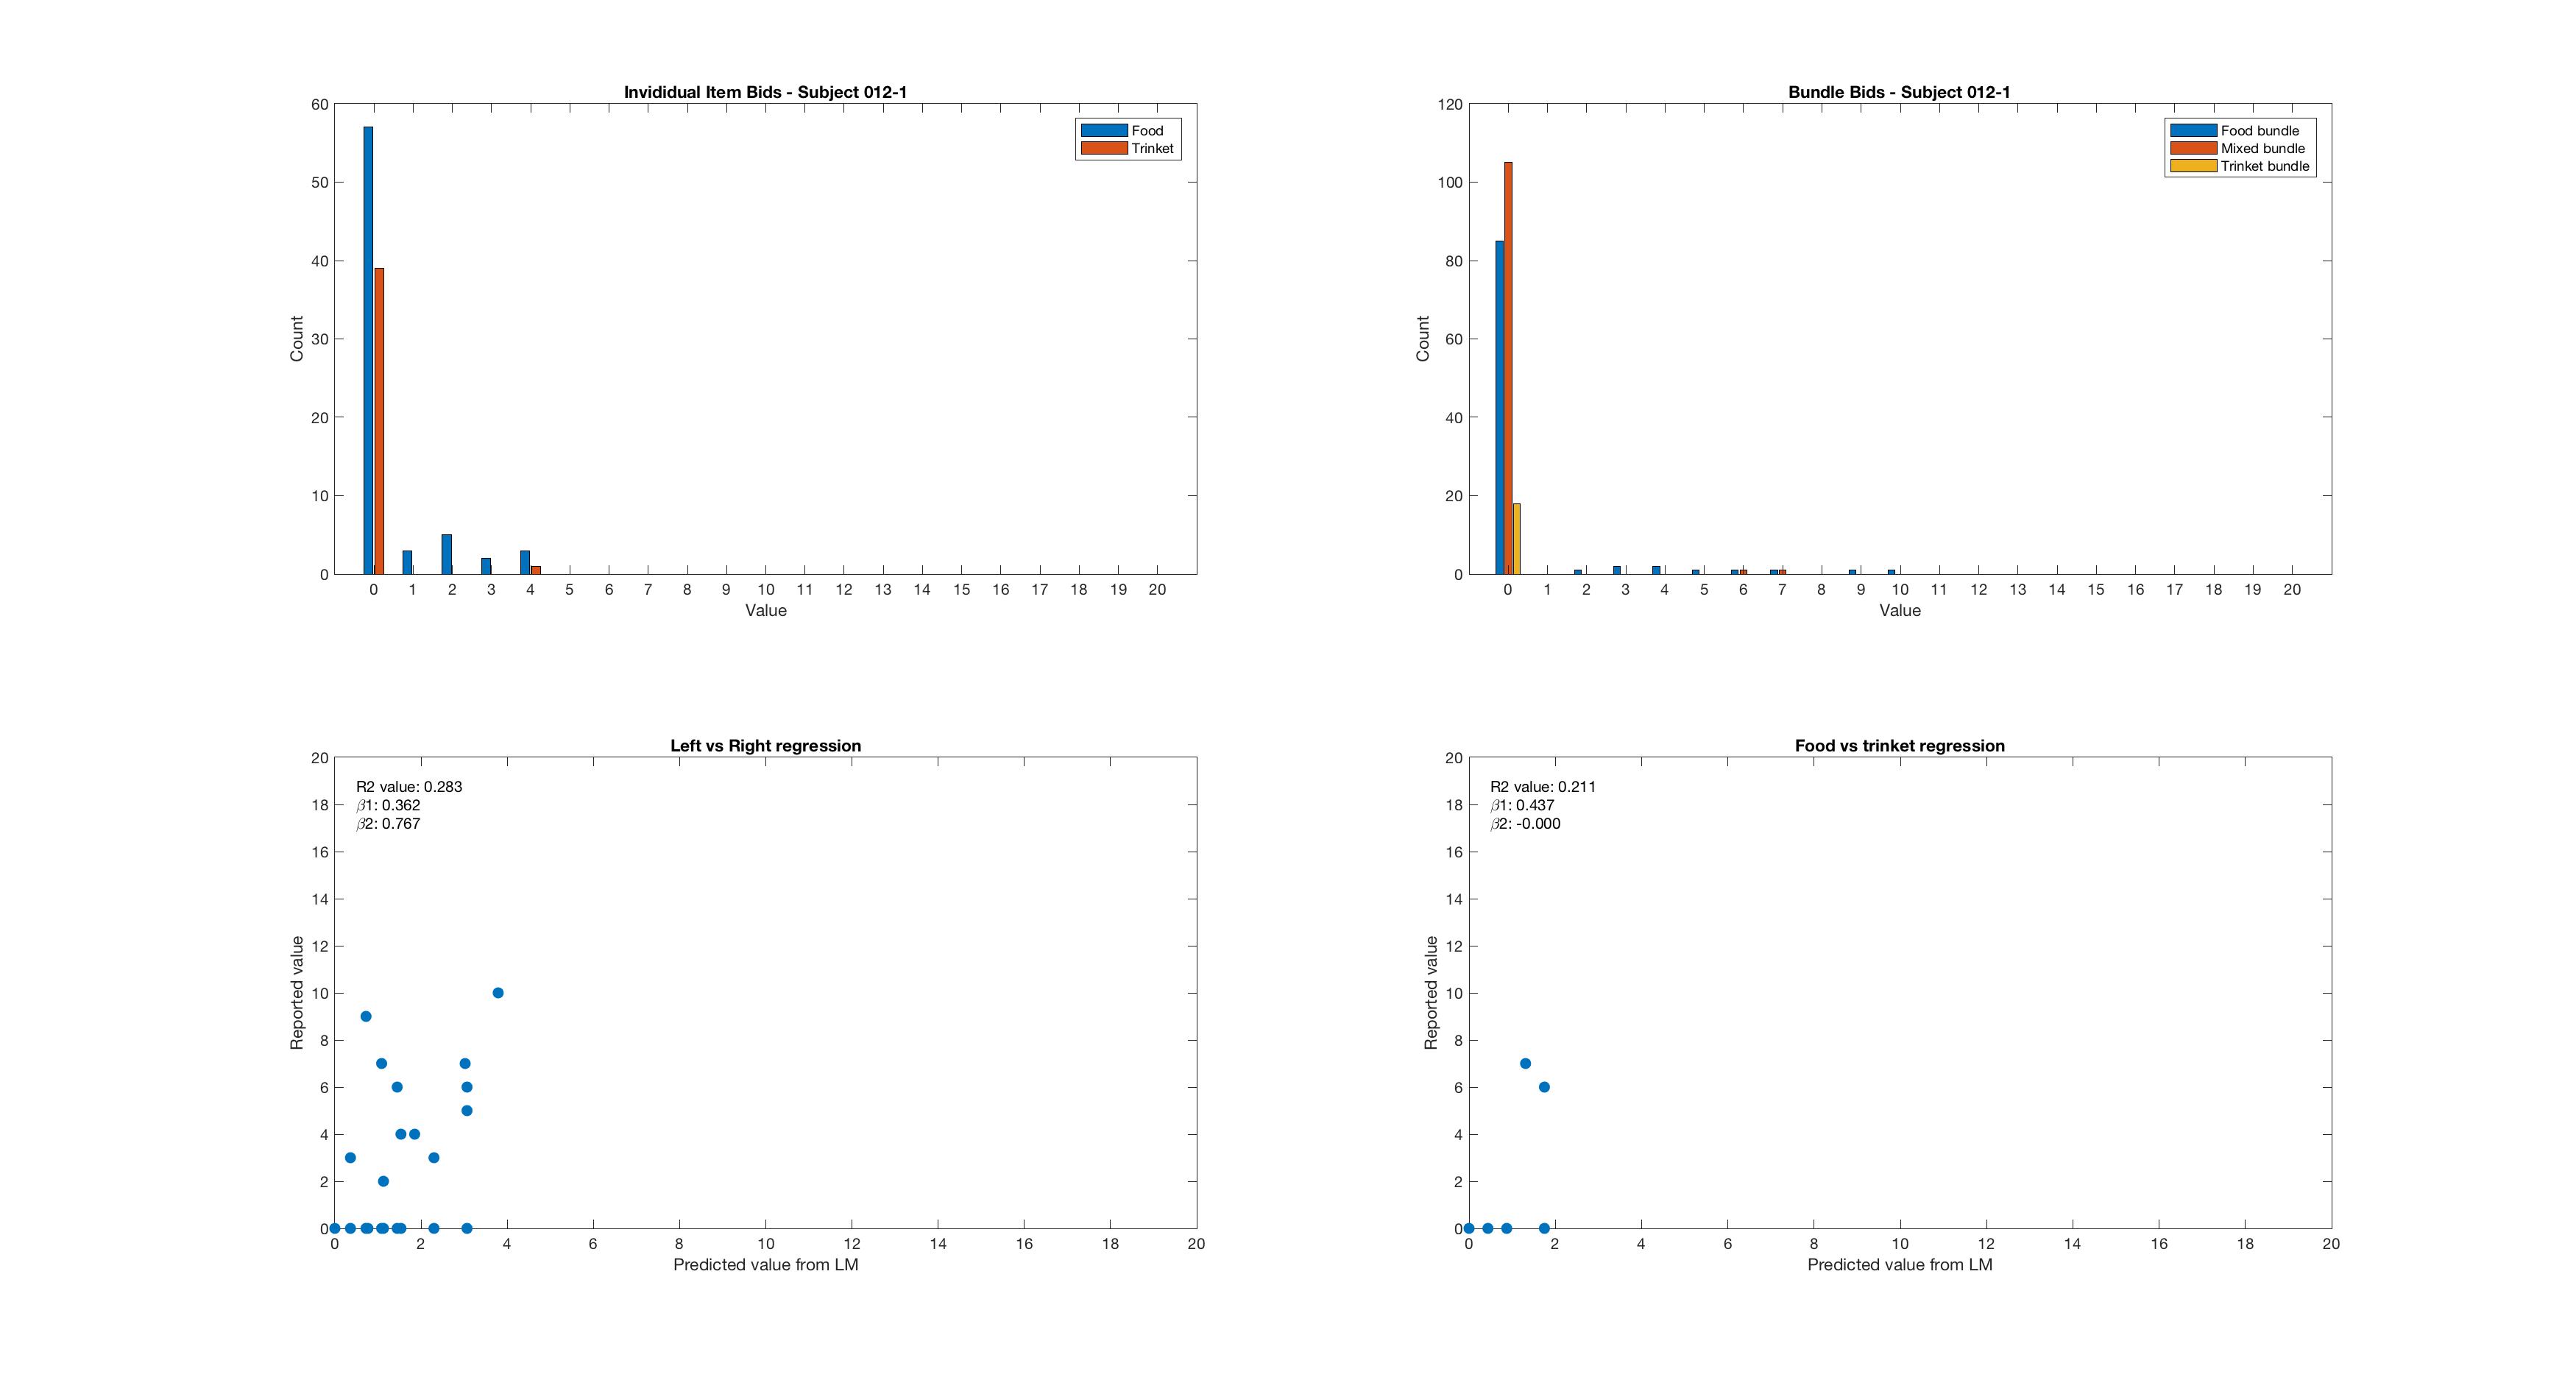 Invididual Item Bids - Subject 012-1
60
50
40
30
20
10
0
Count
0 1 2 3 4 5 6 7 8 9 10 11 12 13 14 15 16 17 18 19 20
Value
Food
Trinket
Bundle Bids - Subject 012-1
120
100
80
60
40
20
0
Count
0 1 2 3 4 5 6 7 8 9 10 11 12 13 14 15 16 17 18 19 20
Value
Food bundle
Mixed bundle
Trinket bundle
Left vs Right regression
R2 value: 0.283
β1: 0.362
β2: 0.767
20
18
16
14
12
10
8
6
4
2
0
Reported value
0 2 4 6 8 10 12 14 16 18 20
Predicted value from LM
Food vs trinket regression
R2 value: 0.211
β1: 0.437
β2: -0.000
20
18
16
14
12
10
8
6
4
2
0
Reported value
0 2 4 6 8 10 12 14 16 18 20
Predicted value from LM